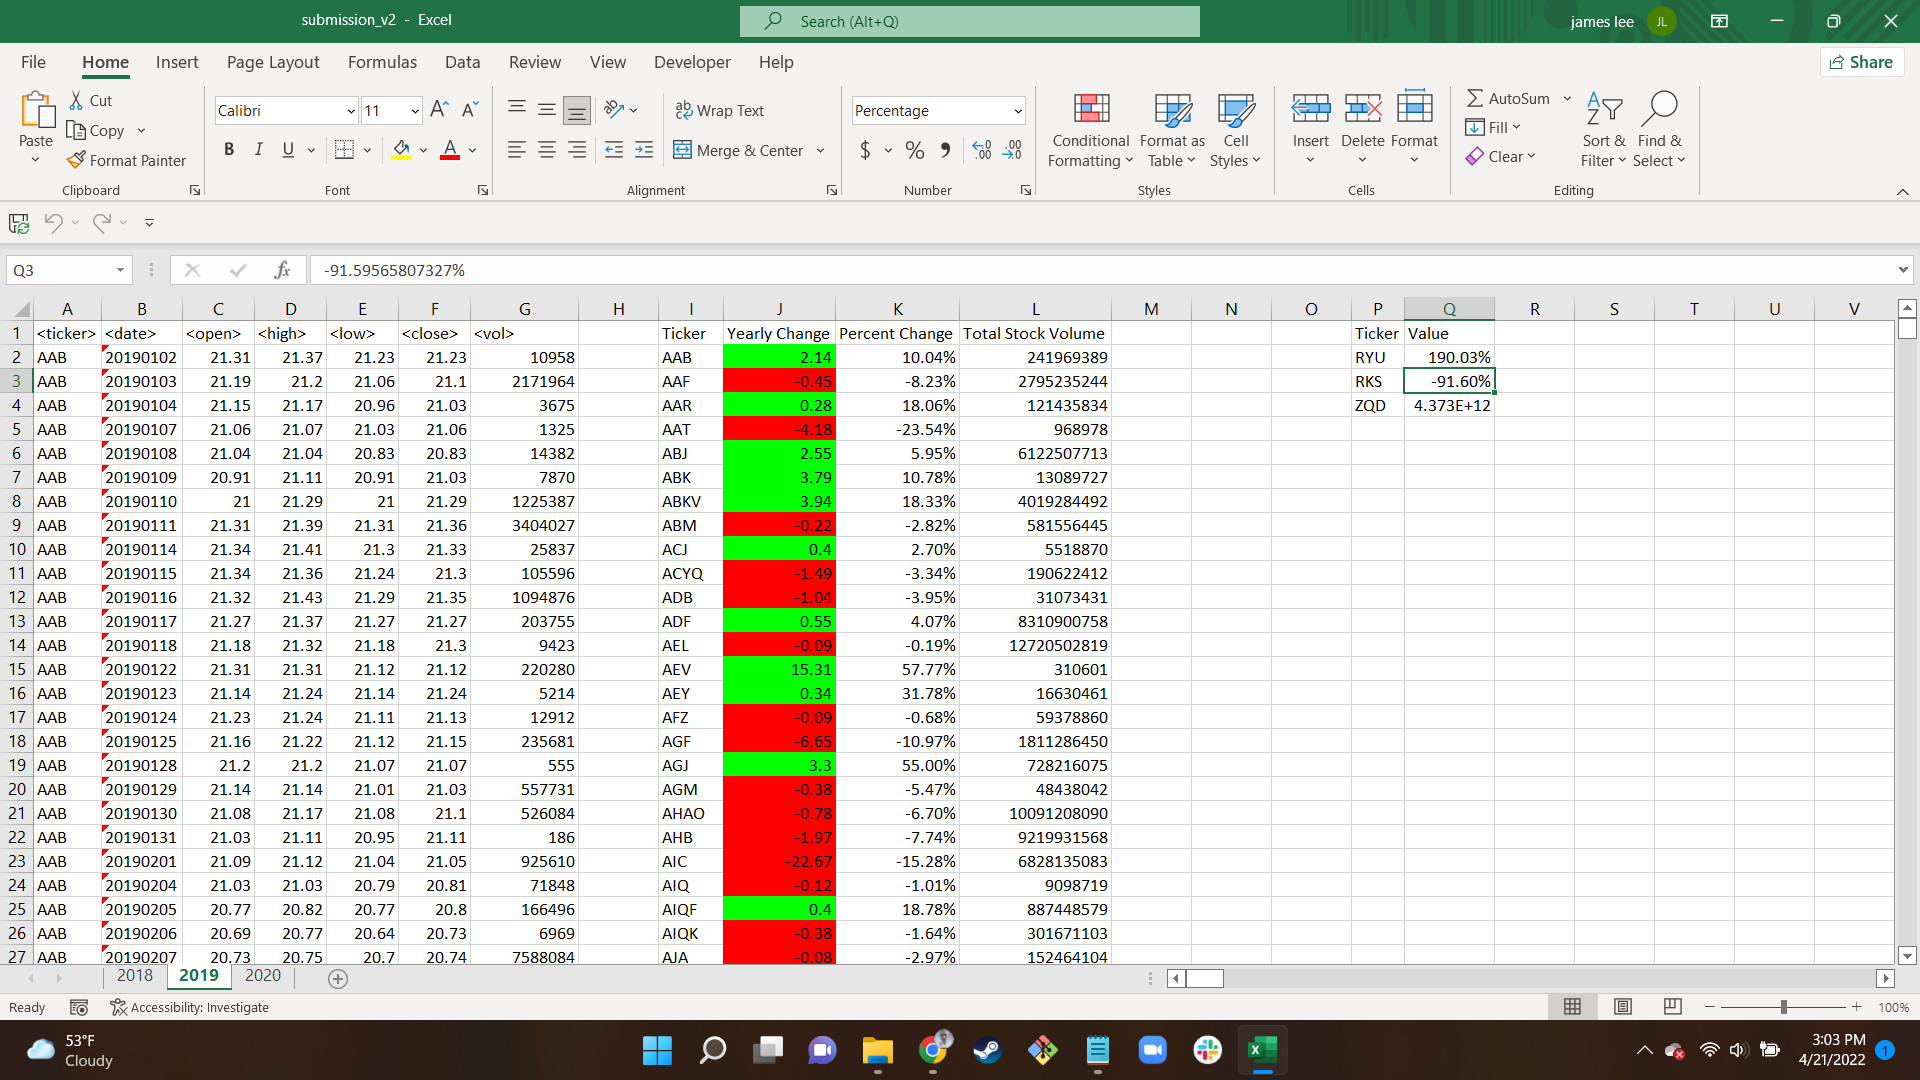 submission_v2 - Excel
Search (Alt+Q)
james lee
JL
File Home Insert Page Layout Formulas Data Review View Developer Help
Share
Paste
Cut
Copy
Format Painter
Clipboard
Calibri 11
B I U A
Font
ab Wrap Text
Merge & Center
Alignment
Percentage
$ % 9
Number
Conditional Formatting
Format as Table
Cell Styles
Styles
Insert Delete Format
Cells
AutoSum
Fill
Clear
Sort & Filter
Find & Select
Editing
Q3 fx -91.59565807327%
A B C D E F G H I J K L M N O P Q R S T U V
1 <ticker> <date> <open> <high> <low> <close> <vol> Ticker Yearly Change Percent Change Total Stock Volume Ticker Value
2 AAB 20190102 21.31 21.37 21.23 21.23 10958 AAB 2.14 10.04% 241969389 RYU 190.03%
3 AAB 20190103 21.19 21.2 21.06 21.1 2171964 AAF -0.45 -8.23% 2795235244 RKS -91.60%
4 AAB 20190104 21.15 21.17 20.96 21.03 3675 AAR 0.28 18.06% 121435834 ZQD 4.373E+12
5 AAB 20190107 21.06 21.07 21.03 21.06 1325 AAT -4.18 -23.54% 968978
6 AAB 20190108 21.04 21.04 20.83 20.83 14382 ABJ 2.55 5.95% 6122507713
7 AAB 20190109 20.91 21.11 20.91 21.03 7870 ABK 3.79 10.78% 13089727
8 AAB 20190110 21 21.29 21 21.29 1225387 ABKV 3.94 18.33% 4019284492
9 AAB 20190111 21.31 21.39 21.31 21.36 3404027 ABM -0.22 -2.82% 581556445
10 AAB 20190114 21.34 21.41 21.3 21.33 25837 ACJ 0.4 2.70% 5518870
11 AAB 20190115 21.34 21.36 21.24 21.3 105596 ACYQ -1.49 -3.34% 190622412
12 AAB 20190116 21.32 21.43 21.29 21.35 1094876 ADB -1.04 -3.95% 31073431
13 AAB 20190117 21.27 21.37 21.27 21.27 203755 ADF 0.55 4.07% 8310900758
14 AAB 20190118 21.18 21.32 21.18 21.3 9423 AEL -0.09 -0.19% 12720502819
15 AAB 20190122 21.31 21.31 21.12 21.12 220280 AEV 15.31 57.77% 310601
16 AAB 20190123 21.14 21.24 21.14 21.24 5214 AEY 0.34 31.78% 16630461
17 AAB 20190124 21.23 21.24 21.11 21.13 12912 AFZ -0.09 -0.68% 59378860
18 AAB 20190125 21.16 21.22 21.12 21.15 235681 AGF -6.65 -10.97% 1811286450
19 AAB 20190128 21.2 21.2 21.07 21.07 555 AGJ 3.3 55.00% 728216075
20 AAB 20190129 21.14 21.14 21.01 21.03 557731 AGM -0.38 -5.47% 48438042
21 AAB 20190130 21.08 21.17 21.08 21.1 526084 AHAO -0.78 -6.70% 10091208090
22 AAB 20190131 21.03 21.11 20.95 21.11 186 AHB -1.97 -7.74% 9219931568
23 AAB 20190201 21.09 21.12 21.04 21.05 925610 AIC -22.67 -15.28% 6828135083
24 AAB 20190204 21.03 21.03 20.79 20.81 71848 AIQ -0.12 -1.01% 9098719
25 AAB 20190205 20.77 20.82 20.77 20.8 166496 AIQF 0.4 18.78% 887448579
26 AAB 20190206 20.69 20.77 20.64 20.73 6969 AIQK -0.38 -1.64% 301671103
27 AAB 20190207 20.73 20.75 20.7 20.74 7588084 AJA -0.08 -2.97% 152464104
2018 2019 2020
Ready Accessibility: Investigate 100%
53°F
Cloudy
3:03 PM
4/21/2022
1